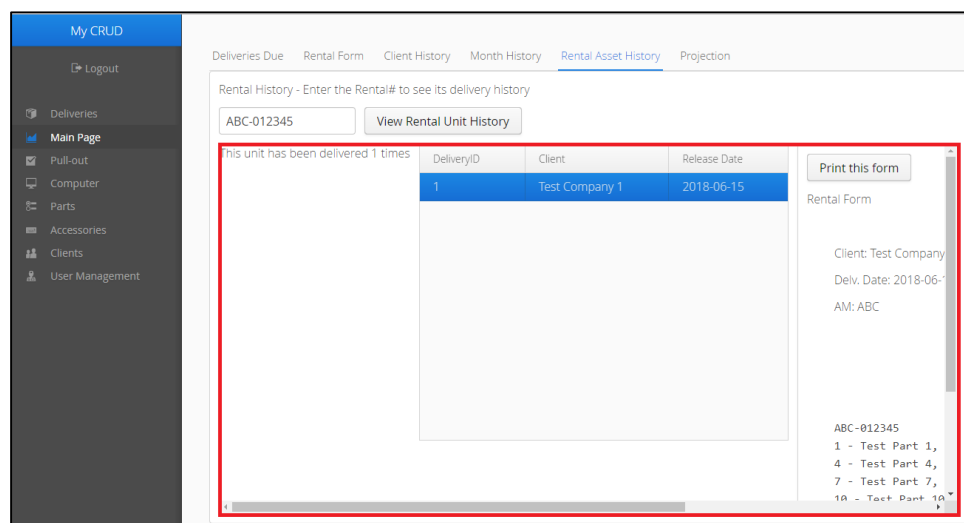 My CRUD
Logout
Deliveries
Main Page
Pull-out
Computer
Parts
Accessories
Clients
User Management
Deliveries Due Rental Form Client History Month History Rental Asset History Projection
Rental History - Enter the Rental# to see its delivery history
ABC-012345 View Rental Unit History
This unit has been delivered 1 times
DeliveryID Client Release Date
1 Test Company 1 2018-06-15
Print this form
Rental Form
Client: Test Company
Delv. Date: 2018-06-
AM: ABC
ABC-012345
1 - Test Part 1,
4 - Test Part 4,
7 - Test Part 7,
10 - Test Part 10